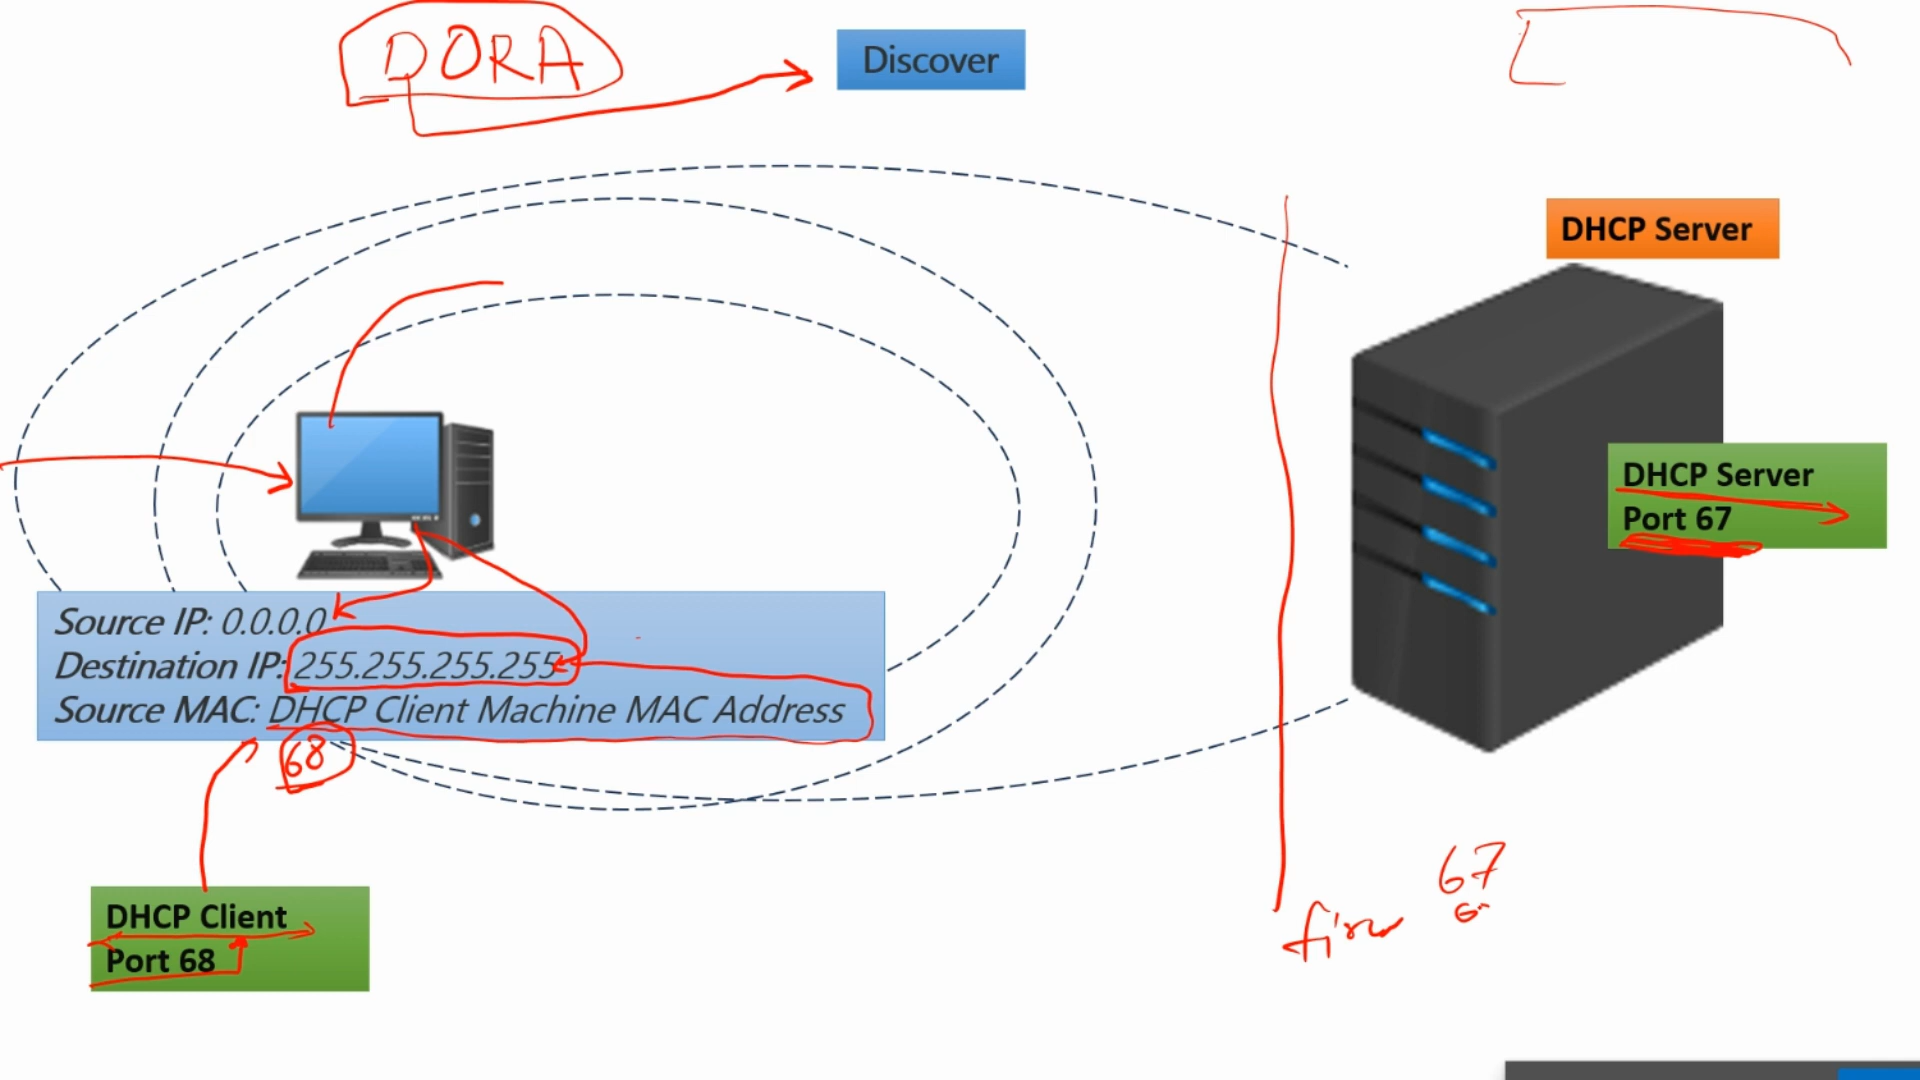 DORA
Discover
DHCP Server
DHCP Server
Port 67
Source IP: 0.0.0.0
Destination IP: 255.255.255.255
Source MAC: DHCP Client Machine MAC Address
68
DHCP Client
Port 68
67